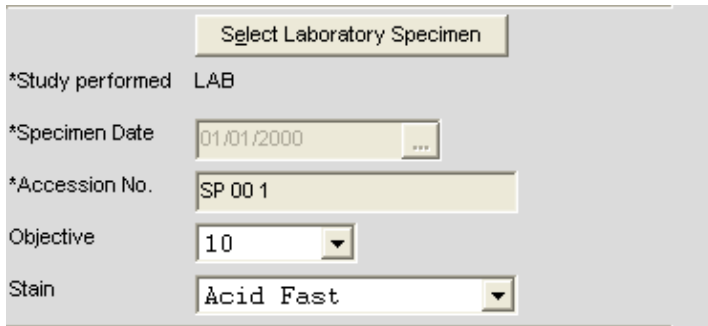 Select Laboratory Specimen
*Study performed LAB
*Specimen Date 01/01/2000 ...
*Accession No. SP 00 1
Objective 10
Stain Acid Fast